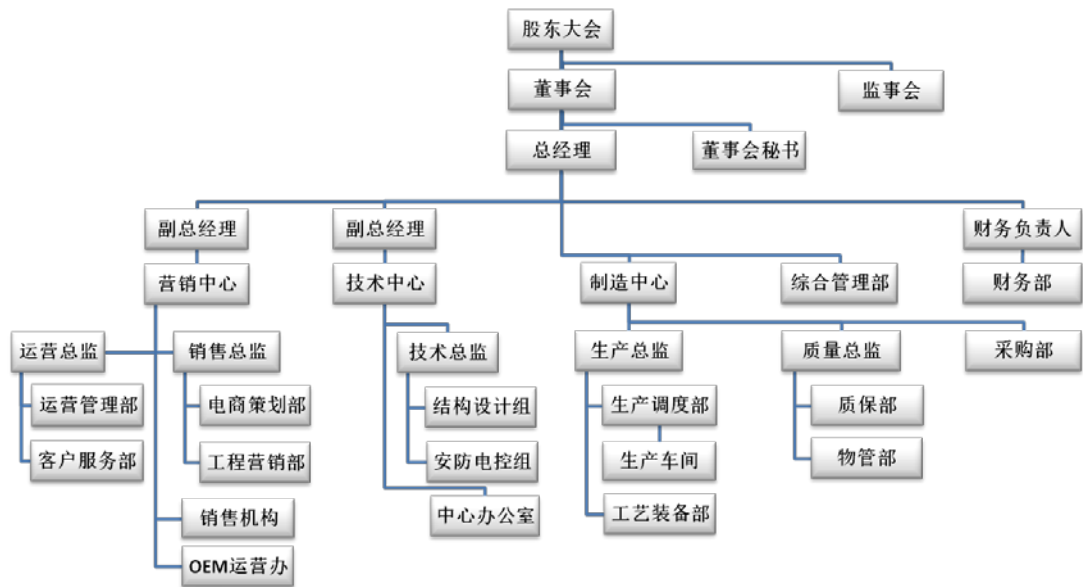 股东大会
董事会
监事会
总经理
董事会秘书
副总经理
副总经理
财务负责人
营销中心
技术中心
制造中心
综合管理部
财务部
运营总监
销售总监
技术总监
生产总监
质量总监
采购部
运营管理部
电商策划部
结构设计组
生产调度部
质保部
客户服务部
工程营销部
安防电控组
生产车间
物管部
销售机构
中心办公室
工艺装备部
OEM运营办